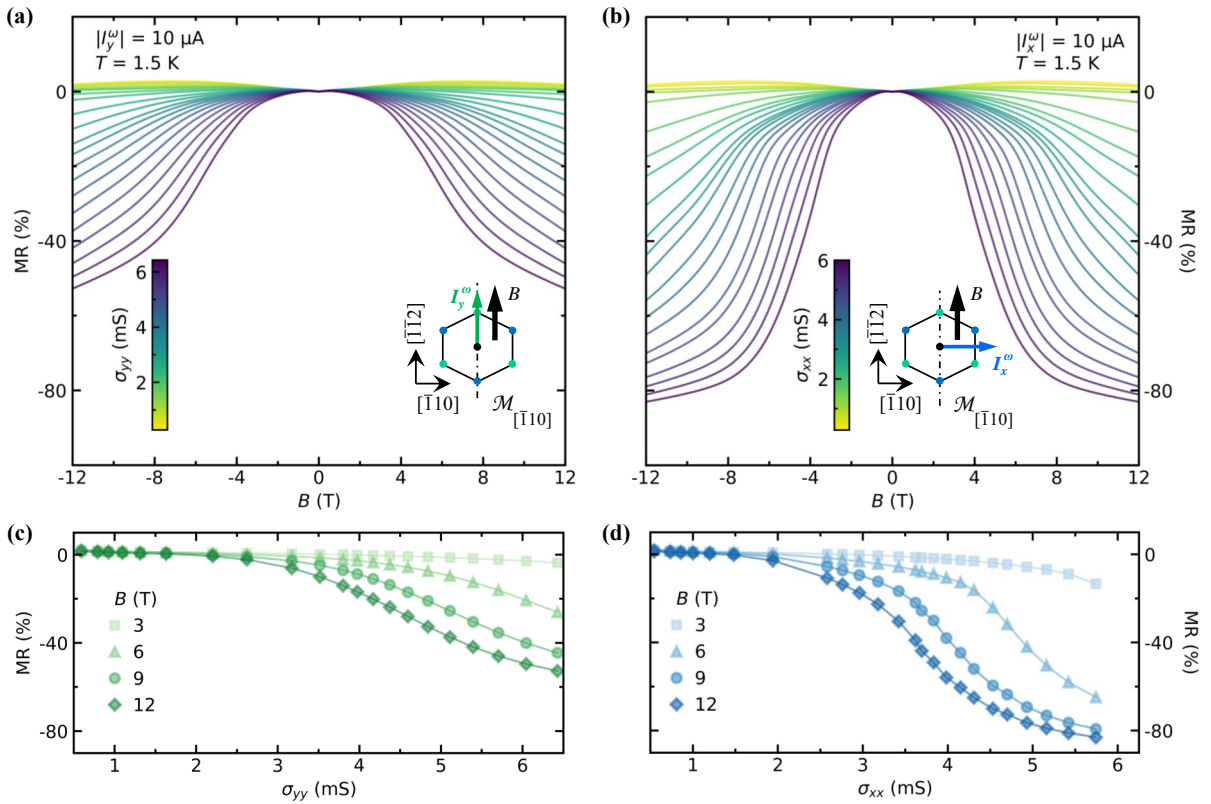 (a)
|I_y^ω| = 10 μA
T = 1.5 K
MR (%)
0
-40
-80
σ_yy (mS)
6
4
2
I_y^ω
B
[1̄1̄2]
[1̄10]
ℳ_[1̄10]
-12 -8 -4 0 4 8 12
B (T)
(b)
|I_x^ω| = 10 μA
T = 1.5 K
0
-40
-80
MR (%)
σ_xx (mS)
6
4
2
B
I_x^ω
[1̄1̄2]
[1̄10]
ℳ_[1̄10]
-12 -8 -4 0 4 8 12
B (T)
(c)
MR (%)
0
-40
-80
B (T)
3
6
9
12
1 2 3 4 5 6
σ_yy (mS)
(d)
0
-40
-80
MR (%)
B (T)
3
6
9
12
1 2 3 4 5 6
σ_xx (mS)